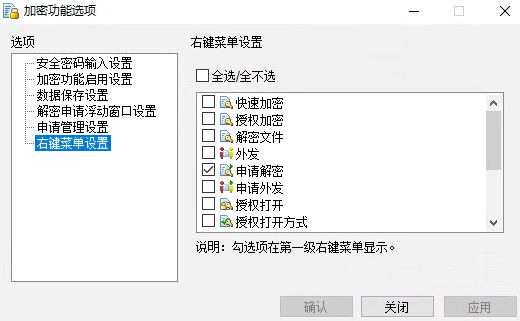 加密功能选项
选项
安全密码输入设置
加密功能启用设置
数据保存设置
解密申请浮动窗口设置
申请管理设置
右键菜单设置
右键菜单设置
全选/全不选
快速加密
授权加密
解密文件
外发
申请解密
申请外发
授权打开
授权打开方式
说明：勾选项在第一级右键菜单显示。
确认
关闭
应用